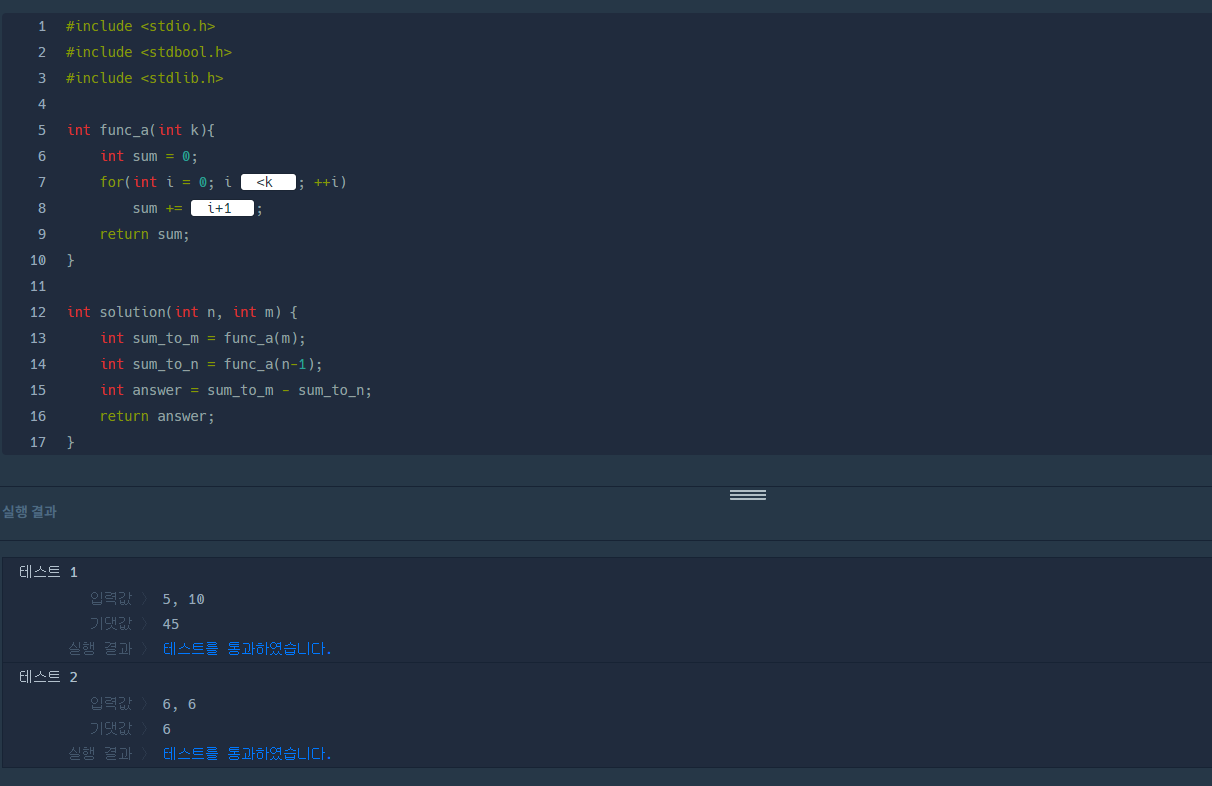 1 #include <stdio.h>
2 #include <stdbool.h>
3 #include <stdlib.h>
4
5 int func_a(int k){
6     int sum = 0;
7     for(int i = 0; i <k ; ++i)
8         sum += i+1 ;
9     return sum;
10 }
11
12 int solution(int n, int m) {
13     int sum_to_m = func_a(m);
14     int sum_to_n = func_a(n-1);
15     int answer = sum_to_m - sum_to_n;
16     return answer;
17 }
실행 결과
테스트 1
입력값 〉 5, 10
기댓값 〉 45
실행 결과 〉 테스트를 통과하였습니다.
테스트 2
입력값 〉 6, 6
기댓값 〉 6
실행 결과 〉 테스트를 통과하였습니다.